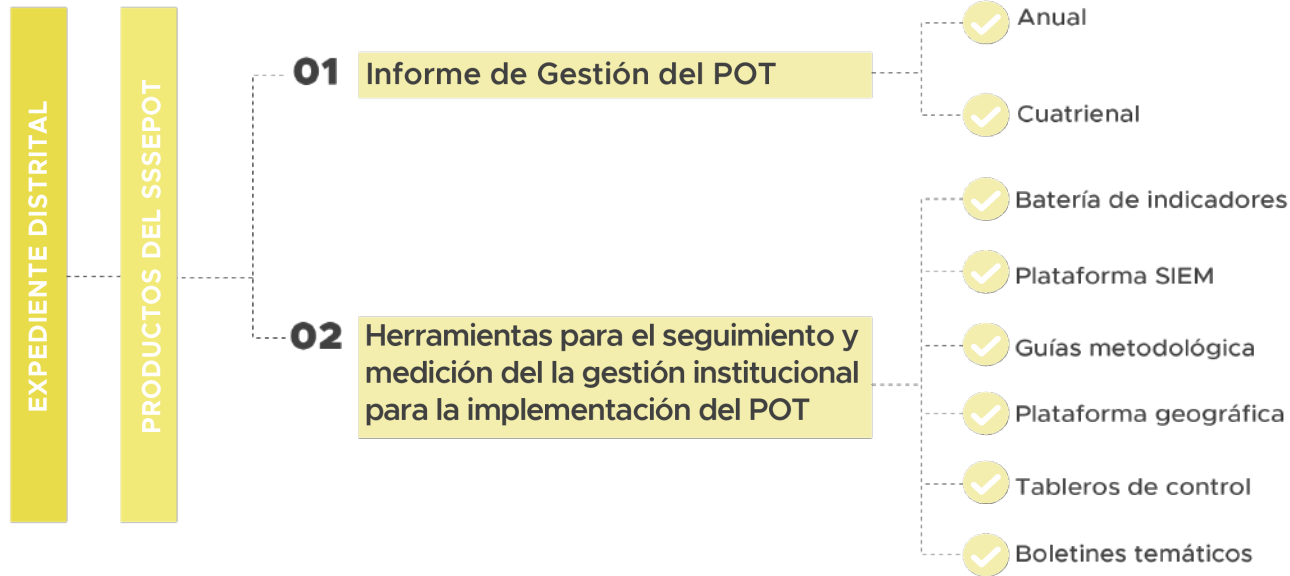 EXPEDIENTE DISTRITAL
PRODUCTOS DEL SSSEPOT
01 Informe de Gestión del POT
Anual
Cuatrienal
02 Herramientas para el seguimiento y
medición del la gestión institucional
para la implementación del POT
Batería de indicadores
Plataforma SIEM
Guías metodológica
Plataforma geográfica
Tableros de control
Boletines temáticos